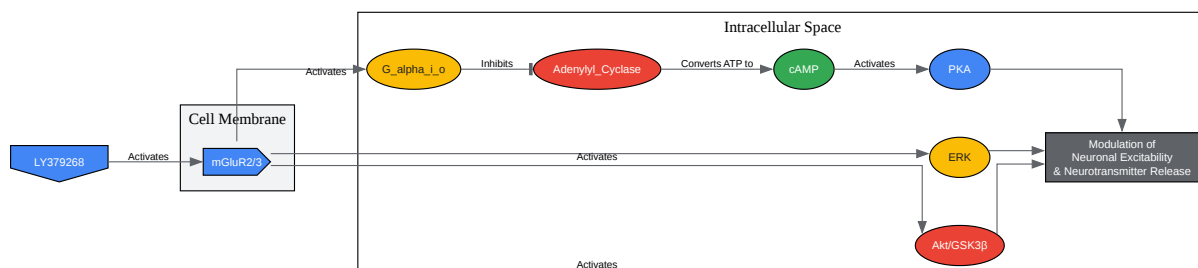 Intracellular Space
Activates
G_alpha_i_o
Inhibits
Adenylyl_Cyclase
Converts ATP to
cAMP
Activates
PKA
Cell Membrane
LY379268
Activates
mGluR2/3
Activates
ERK
Modulation of
Neuronal Excitability
& Neurotransmitter Release
Akt/GSK3β
Activates